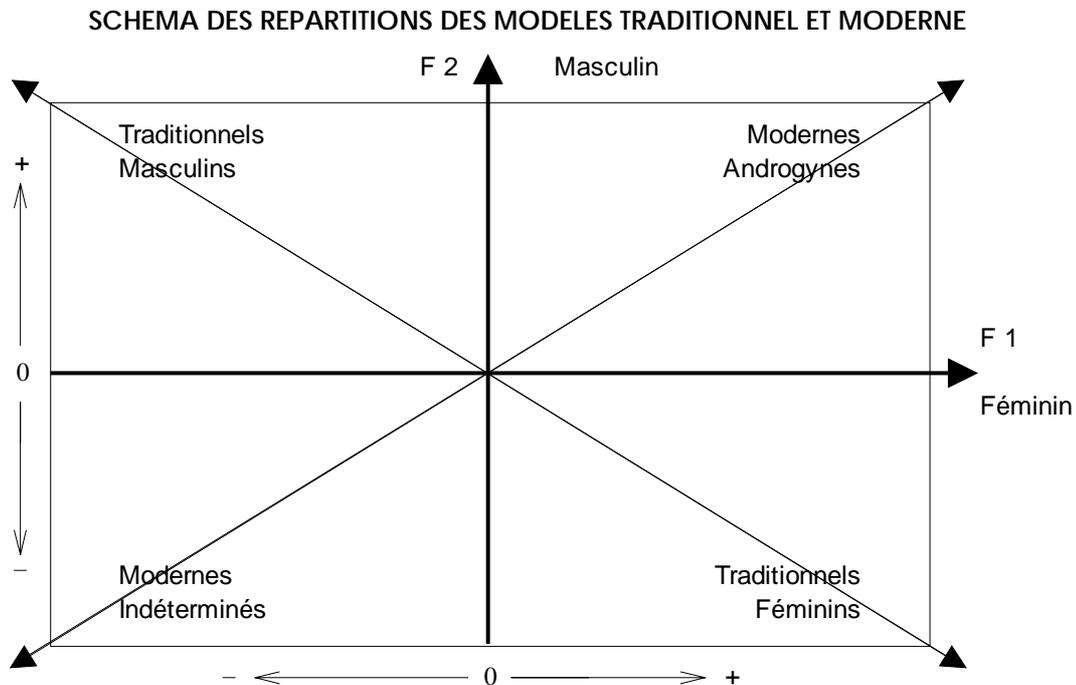 SCHEMA DES REPARTITIONS DES MODELES TRADITIONNEL ET MODERNE
F 2 Masculin
Traditionnels Modernes
Masculins Androgynes
+
F 1
0
Féminin
–
Modernes Traditionnels
Indéterminés Féminins
– 0 +